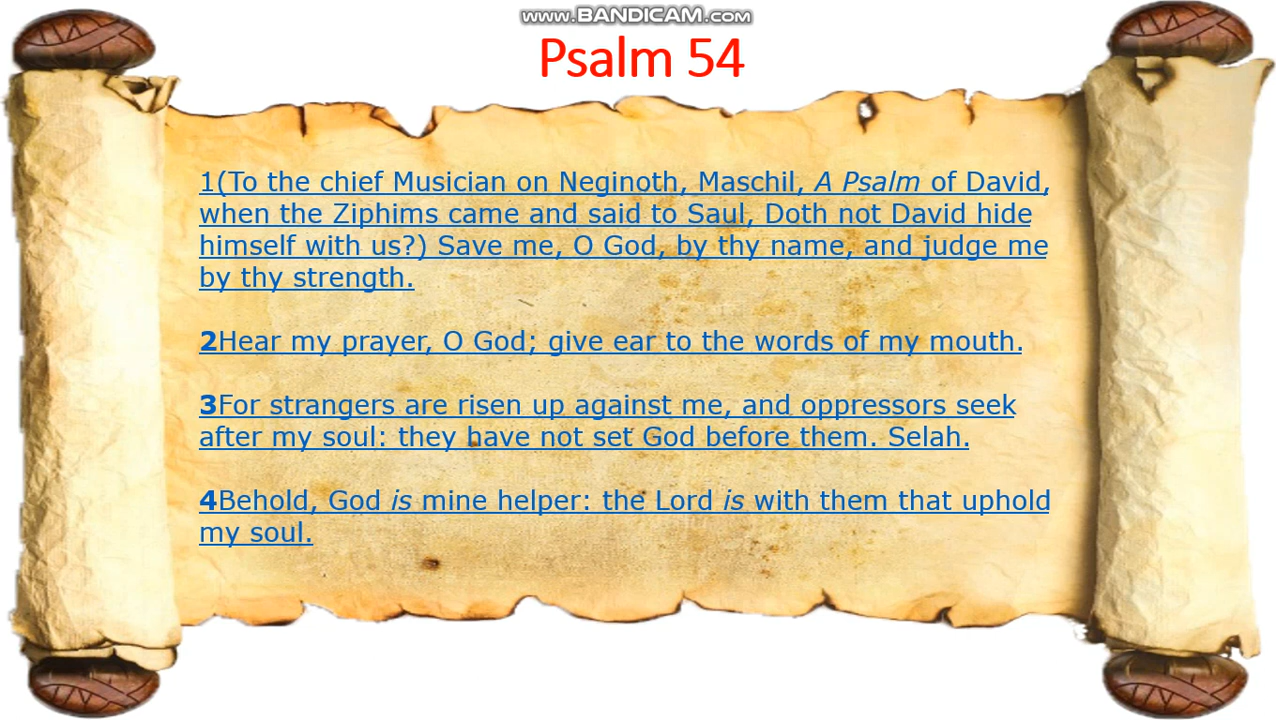 www.BANDICAM.com
Psalm 54
1(To the chief Musician on Neginoth, Maschil, A Psalm of David,
when the Ziphims came and said to Saul, Doth not David hide
himself with us?) Save me, O God, by thy name, and judge me
by thy strength.
2Hear my prayer, O God; give ear to the words of my mouth.
3For strangers are risen up against me, and oppressors seek
after my soul: they have not set God before them. Selah.
4Behold, God is mine helper: the Lord is with them that uphold
my soul.